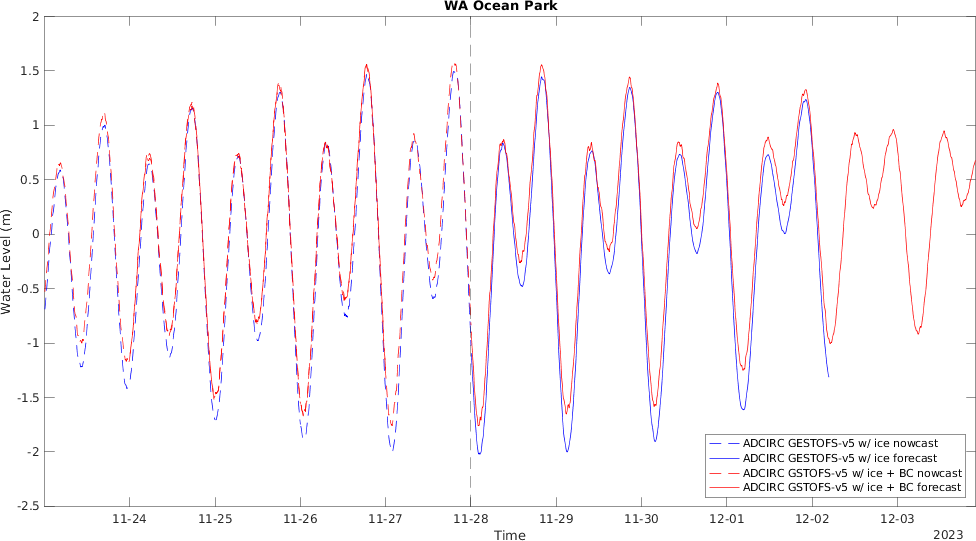 WA Ocean Park
2
1.5
1
0.5
0
-0.5
-1
-1.5
-2
-2.5
Water Level (m)
11-24 11-25 11-26 11-27 11-28 11-29 11-30 12-01 12-02 12-03
Time
2023
ADCIRC GESTOFS-v5 w/ ice nowcast
ADCIRC GESTOFS-v5 w/ ice forecast
ADCIRC GSTOFS-v5 w/ ice + BC nowcast
ADCIRC GSTOFS-v5 w/ ice + BC forecast